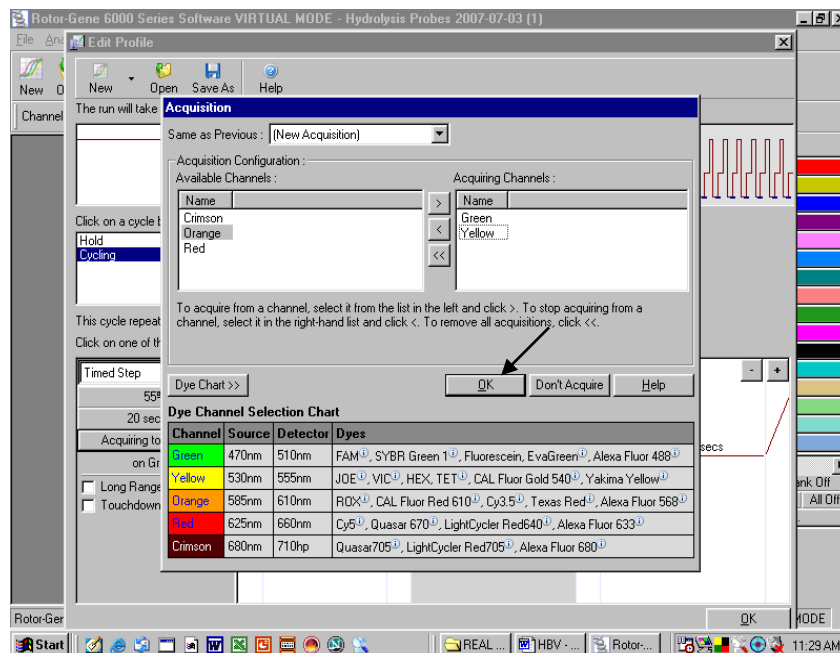 Rotor-Gene 6000 Series Software VIRTUAL MODE - Hydrolysis Probes 2007-07-03 (1)
File Ana
Edit Profile
New
New Open Save As Help
The run will take
Channel
Acquisition
Same as Previous : (New Acquisition)
Acquisition Configuration :
Available Channels :
Acquiring Channels :
Name
Crimson
Orange
Red
>
<
<<
Name
Green
Yellow
To acquire from a channel, select it from the list in the left and click >. To stop acquiring from a
channel, select it in the right-hand list and click <. To remove all acquisitions, click <<.
Click on a cycle b
Hold
Cycling
This cycle repeat
Click on one of th
Timed Step
55º
20 sec
Acquiring to
on Gr
Long Range
Touchdown
Dye Chart >> OK Don't Acquire Help
- +
secs
Dye Channel Selection Chart
Channel Source Detector Dyes
Green 470nm 510nm FAM, SYBR Green 1, Fluorescein, EvaGreen, Alexa Fluor 488
Yellow 530nm 555nm JOE, VIC, HEX, TET, CAL Fluor Gold 540, Yakima Yellow
Orange 585nm 610nm ROX, CAL Fluor Red 610, Cy3.5, Texas Red, Alexa Fluor 568
Red 625nm 660nm Cy5, Quasar 670, LightCycler Red640, Alexa Fluor 633
Crimson 680nm 710hp Quasar705, LightCycler Red705, Alexa Fluor 680
ank Off
All Off
OK
Rotor-Ger
MODE
Start REAL ... HBV - ... Rotor-... 11:29 AM